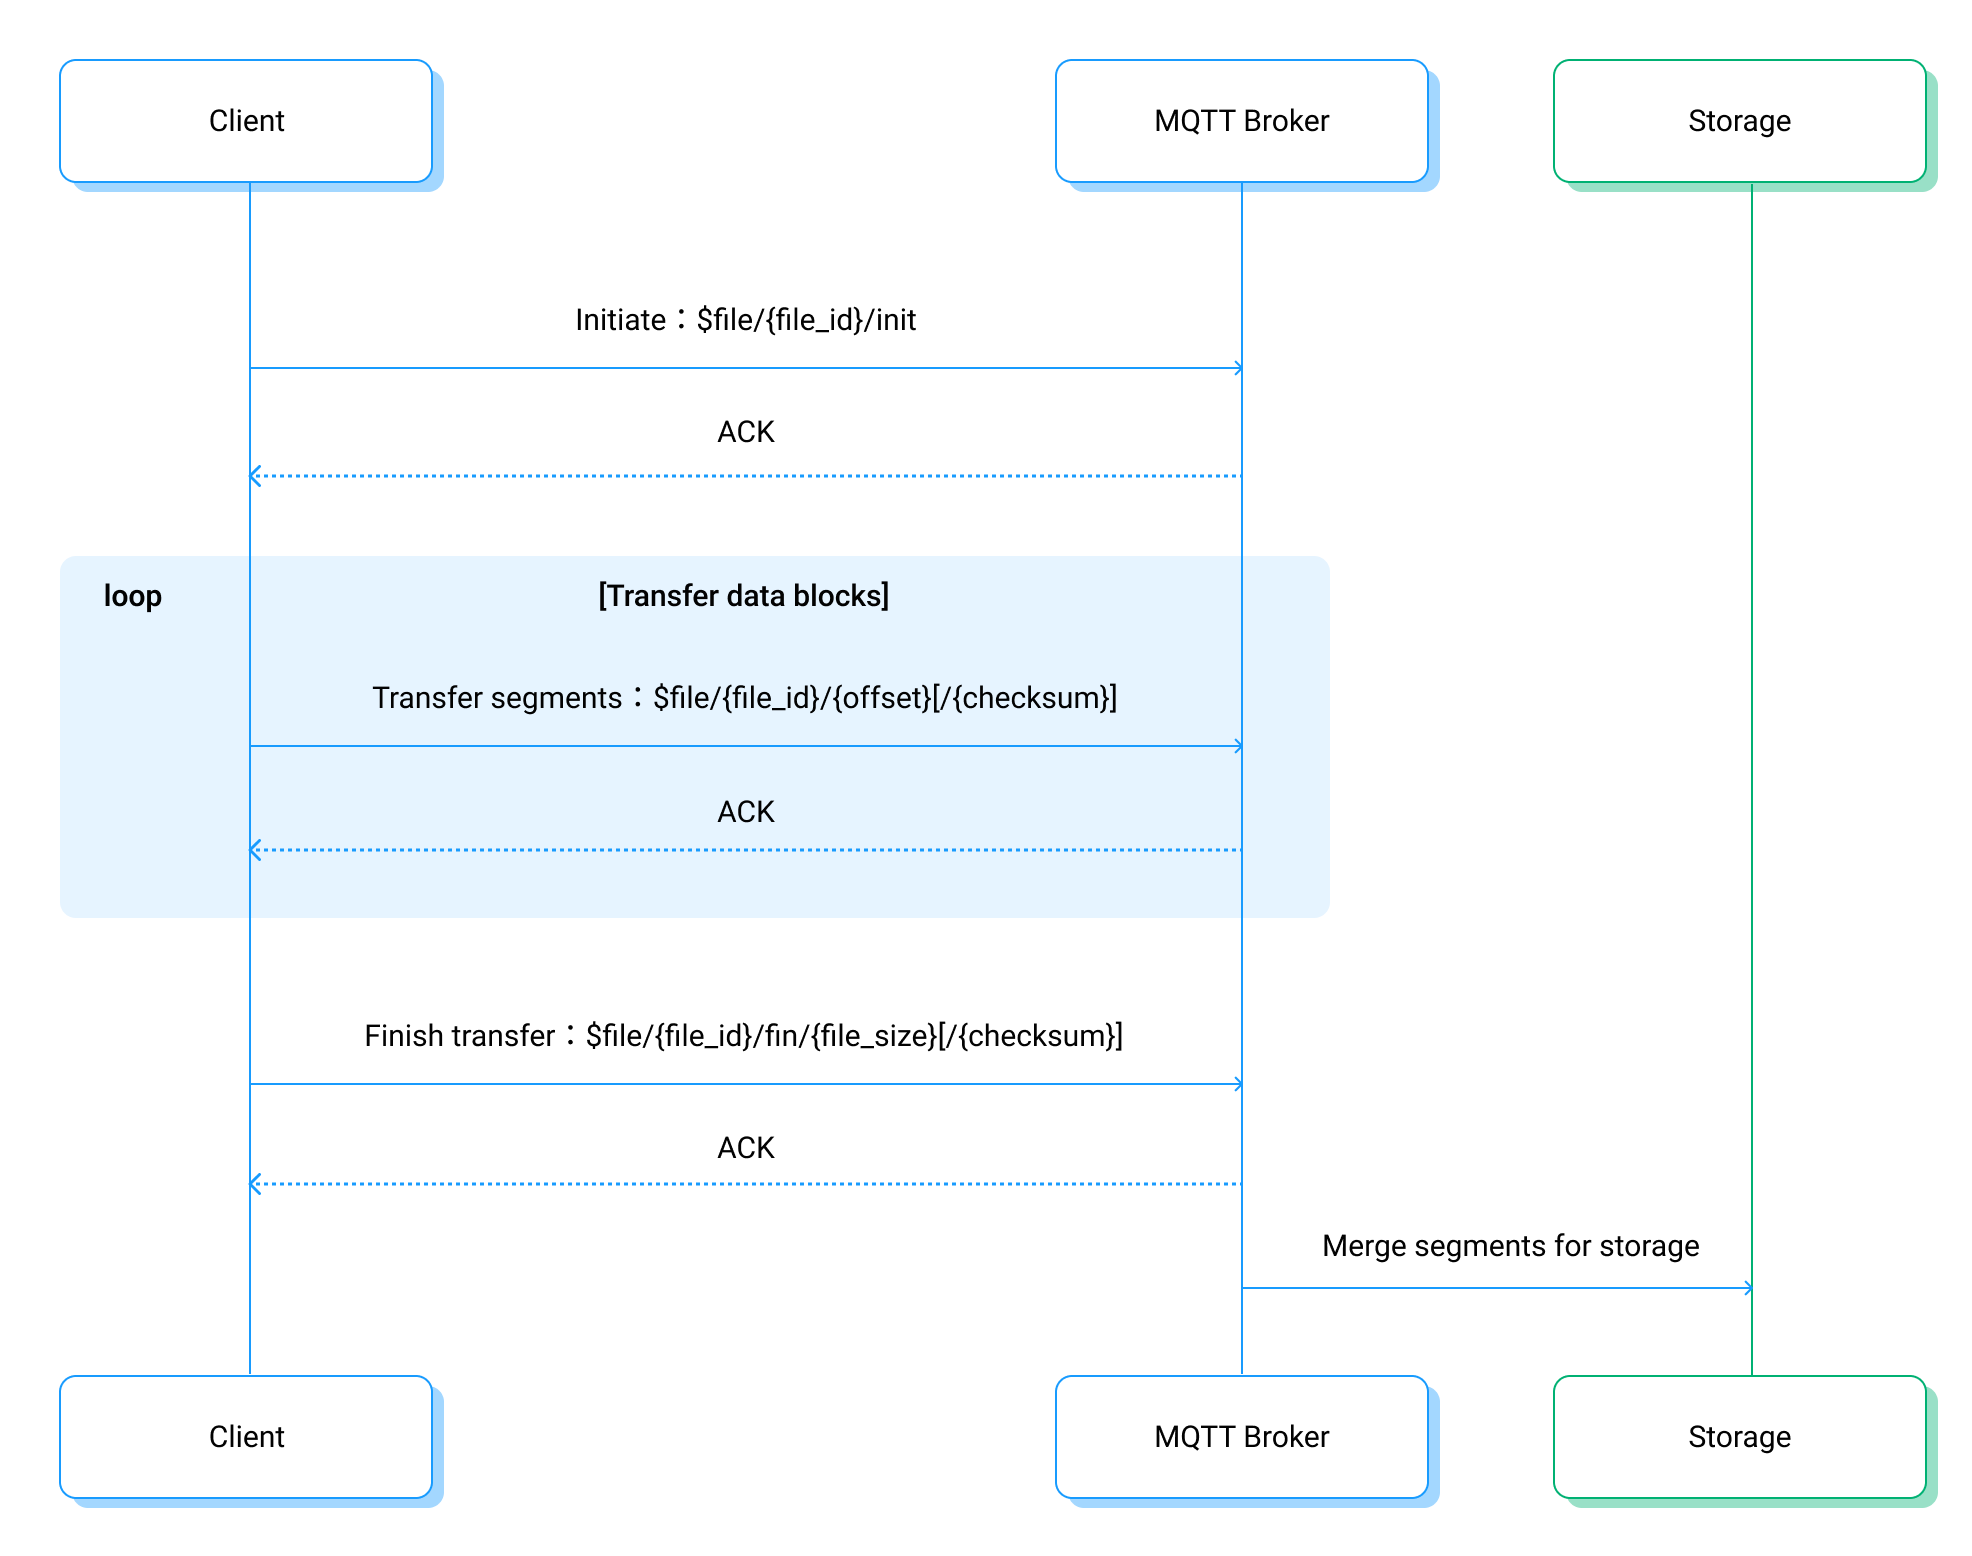 Client
MQTT Broker
Storage
Initiate：$file/{file_id}/init
ACK
loop
[Transfer data blocks]
Transfer segments：$file/{file_id}/{offset}[/{checksum}]
ACK
Finish transfer：$file/{file_id}/fin/{file_size}[/{checksum}]
ACK
Merge segments for storage
Client
MQTT Broker
Storage